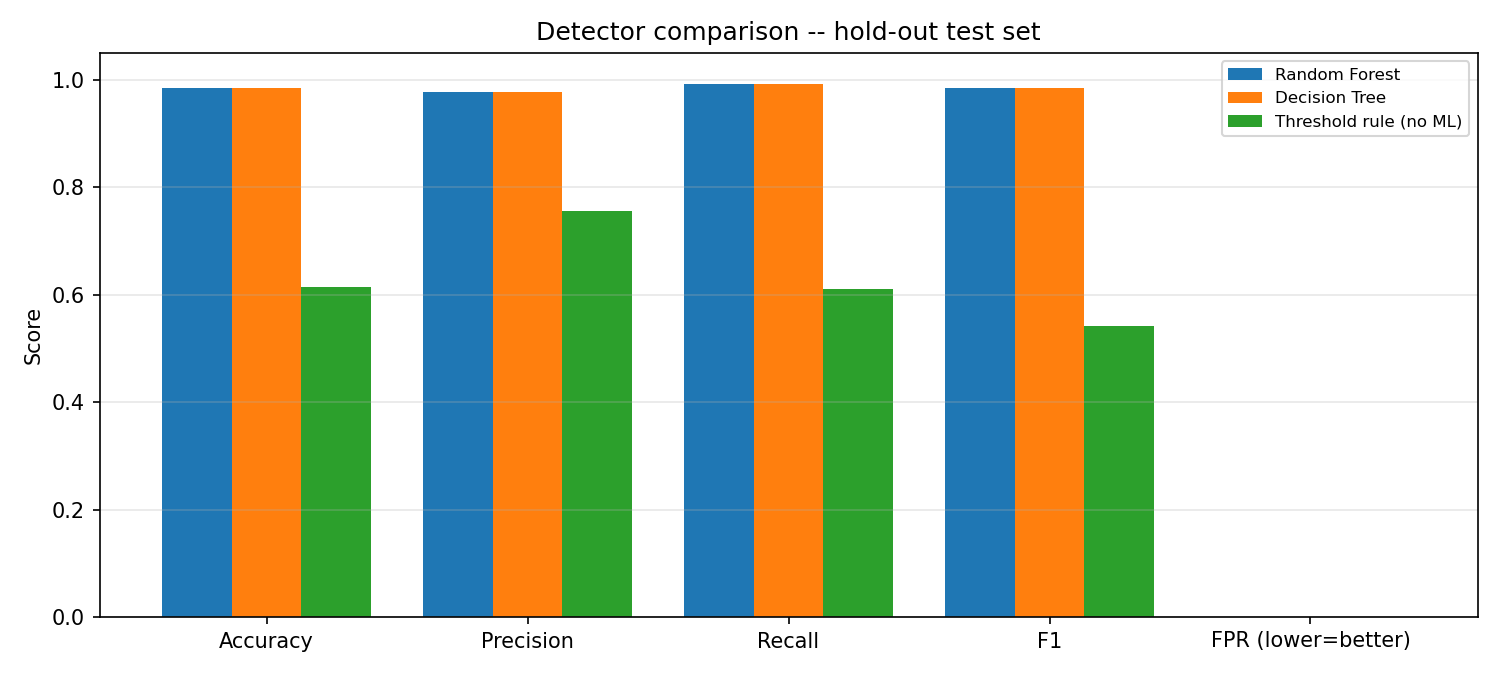 Detector comparison -- hold-out test set
Random Forest
Decision Tree
Threshold rule (no ML)
1.0
0.8
0.6
0.4
0.2
0.0
Score
Accuracy
Precision
Recall
F1
FPR (lower=better)